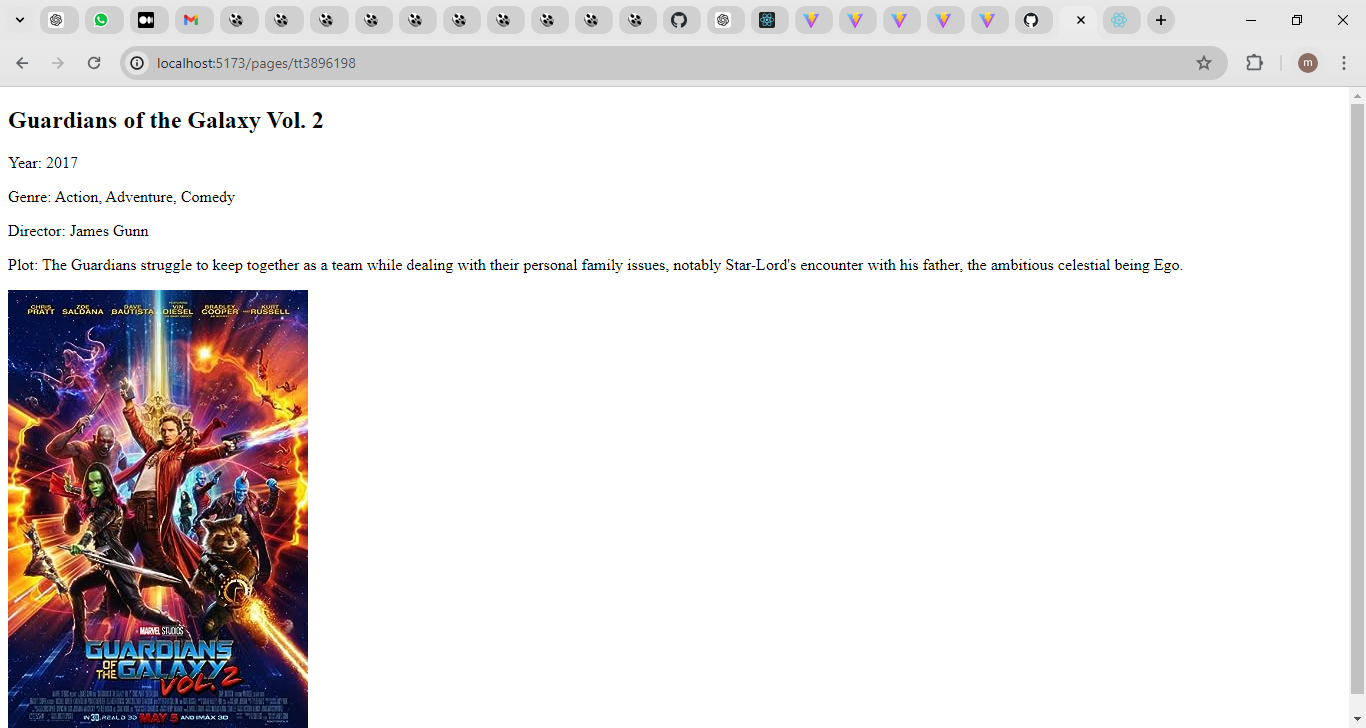 localhost:5173/pages/tt3896198
m
Guardians of the Galaxy Vol. 2
Year: 2017
Genre: Action, Adventure, Comedy
Director: James Gunn
Plot: The Guardians struggle to keep together as a team while dealing with their personal family issues, notably Star-Lord's encounter with his father, the ambitious celestial being Ego.
CHRIS PRATT ZOE SALDANA DAVE BAUTISTA FEATURING VIN DIESEL BRADLEY COOPER AND KURT RUSSELL
MARVEL STUDIOS
GUARDIANS
OF THE GALAXY
VOL. 2
IN 3D, REAL D 3D MAY 5 AND IMAX 3D